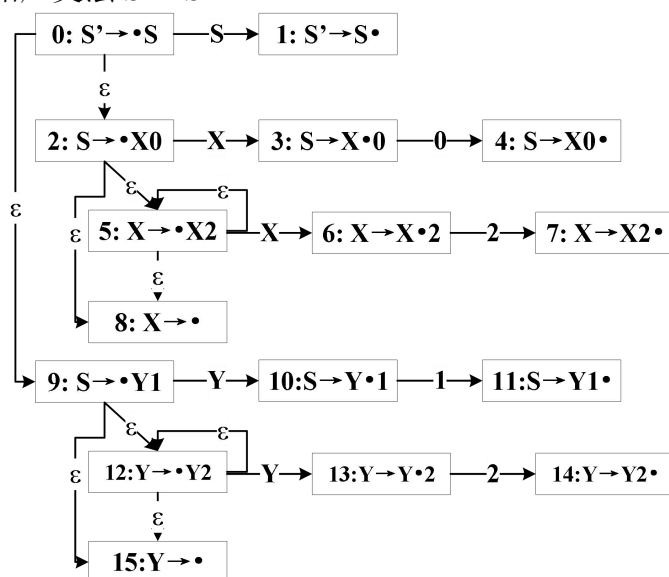 0: S’→•S S 1: S’→S•
ε
2: S→•X0 X 3: S→X•0 0 4: S→X0•
ε
ε ε
ε 5: X→•X2 X 6: X→X•2 2 7: X→X2•
ε
8: X→•
9: S→•Y1 Y 10:S→Y•1 1 11:S→Y1•
ε ε
ε 12:Y→•Y2 Y 13:Y→Y•2 2 14:Y→Y2•
ε
15:Y→•